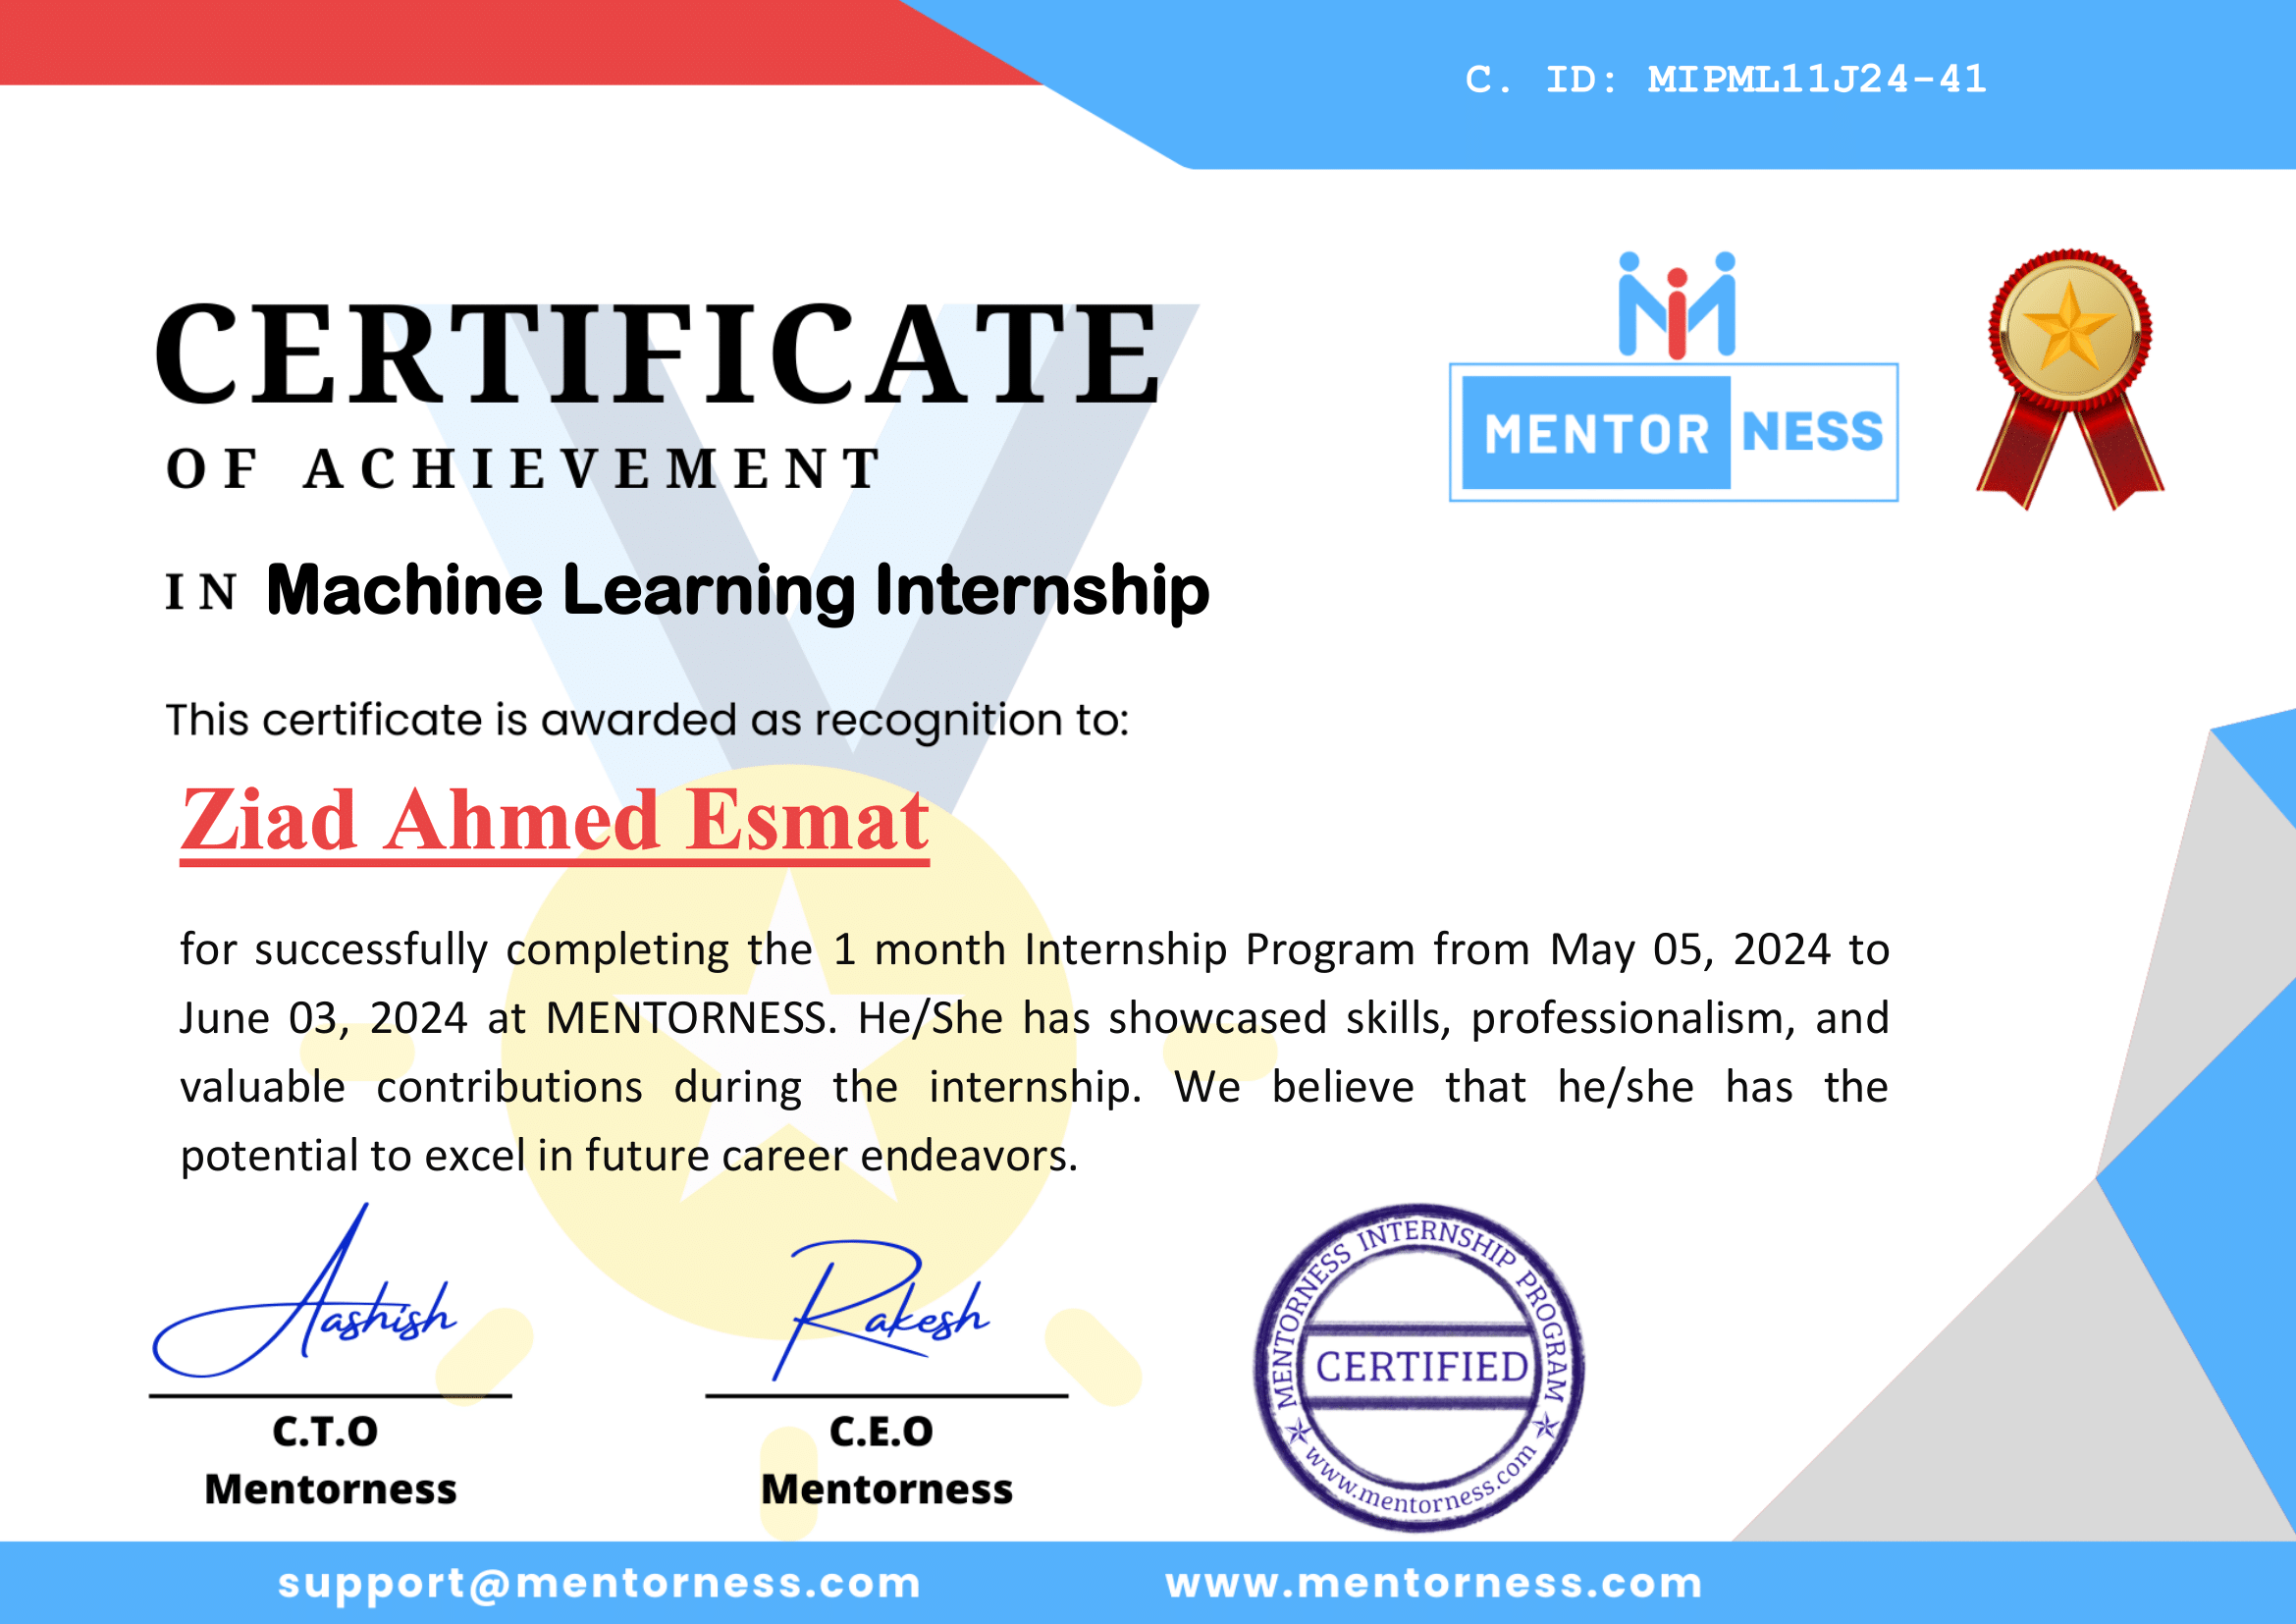 C. ID: MIPML11J24-41
MENTORNESS
CERTIFICATE
OF ACHIEVEMENT
IN Machine Learning Internship
This certificate is awarded as recognition to:
Ziad Ahmed Esmat
for successfully completing the 1 month Internship Program from May 05, 2024 to
June 03, 2024 at MENTORNESS. He/She has showcased skills, professionalism, and
valuable contributions during the internship. We believe that he/she has the
potential to excel in future career endeavors.
Aashish
C.T.O
Mentorness
Rakesh
C.E.O
Mentorness
MENTORNESS INTERNSHIP PROGRAM
CERTIFIED
www.mentorness.com
support@mentorness.com
www.mentorness.com